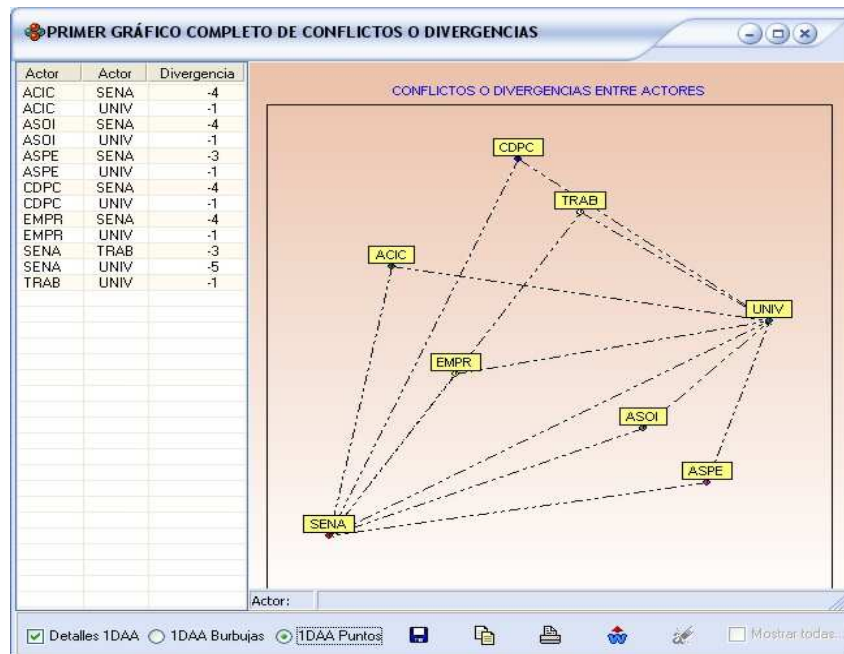 PRIMER GRÁFICO COMPLETO DE CONFLICTOS O DIVERGENCIAS
Actor Actor Divergencia
ACIC SENA -4
ACIC UNIV -1
ASOI SENA -4
ASOI UNIV -1
ASPE SENA -3
ASPE UNIV -1
CDPC SENA -4
CDPC UNIV -1
EMPR SENA -4
EMPR UNIV -1
SENA TRAB -3
SENA UNIV -5
TRAB UNIV -1
CONFLICTOS O DIVERGENCIAS ENTRE ACTORES
CDPC
TRAB
ACIC
UNIV
EMPR
ASOI
ASPE
SENA
Actor:
Detalles 1DAA 1DAA Burbujas 1DAA Puntos Mostrar todas...